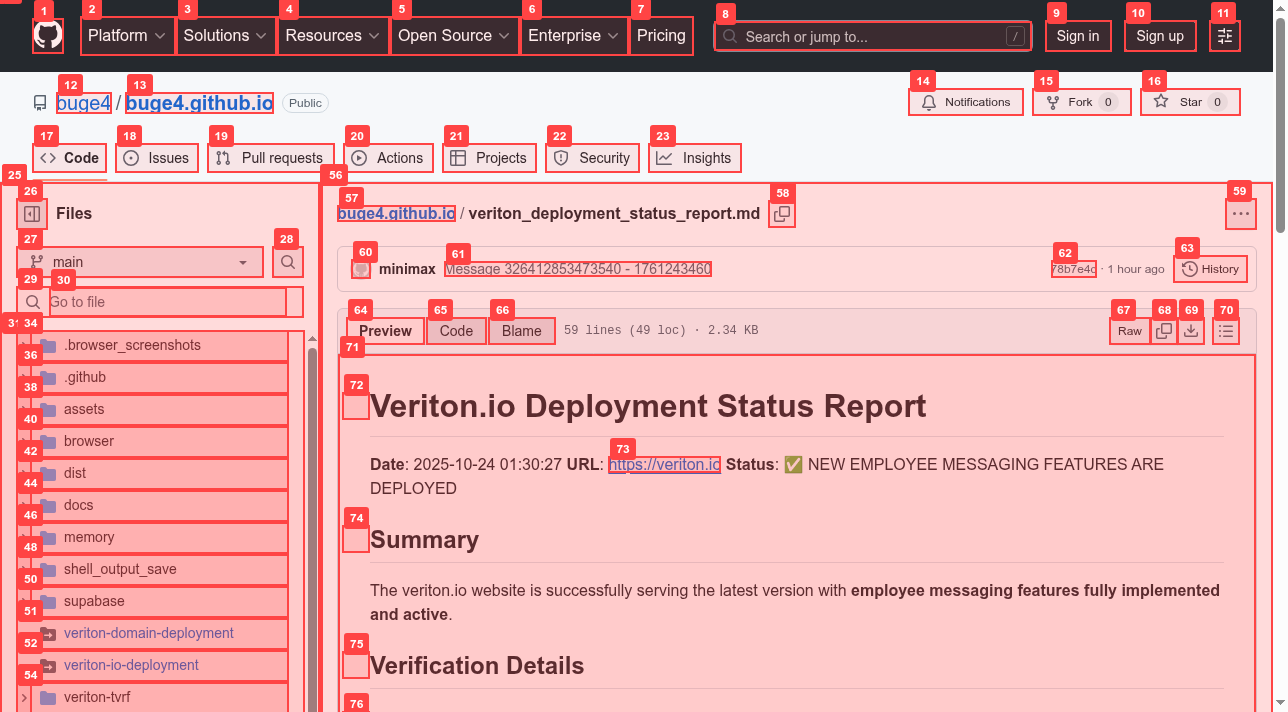 1 2 3 4 5 6 7 8 9 10 11
Platform Solutions Resources Open Source Enterprise Pricing Search or jump to... / Sign in Sign up
12 13 14 15 16
buge4 / buge4.github.io Public Notifications Fork 0 Star 0
17 18 19 20 21 22 23
Code Issues Pull requests Actions Projects Security Insights
25 56
26 57 58 59
Files buge4.github.io / veriton_deployment_status_report.md
27 28 60 61 62 63
main minimax Message 326412853473540 - 1761243460 78b7e4c · 1 hour ago History
29 30
Go to file
31 34 64 65 66 67 68 69 70
Preview Code Blame 59 lines (49 loc) · 2.34 KB Raw
71
.browser_screenshots
36
.github
38 72
assets Veriton.io Deployment Status Report
40
browser
42 73
dist Date: 2025-10-24 01:30:27 URL: https://veriton.io Status: ✅ NEW EMPLOYEE MESSAGING FEATURES ARE
44
DEPLOYED
docs
46 74
memory Summary
48
shell_output_save
50
supabase The veriton.io website is successfully serving the latest version with employee messaging features fully implemented
51
and active.
veriton-domain-deployment
52 75
veriton-io-deployment Verification Details
54
veriton-tvrf
76